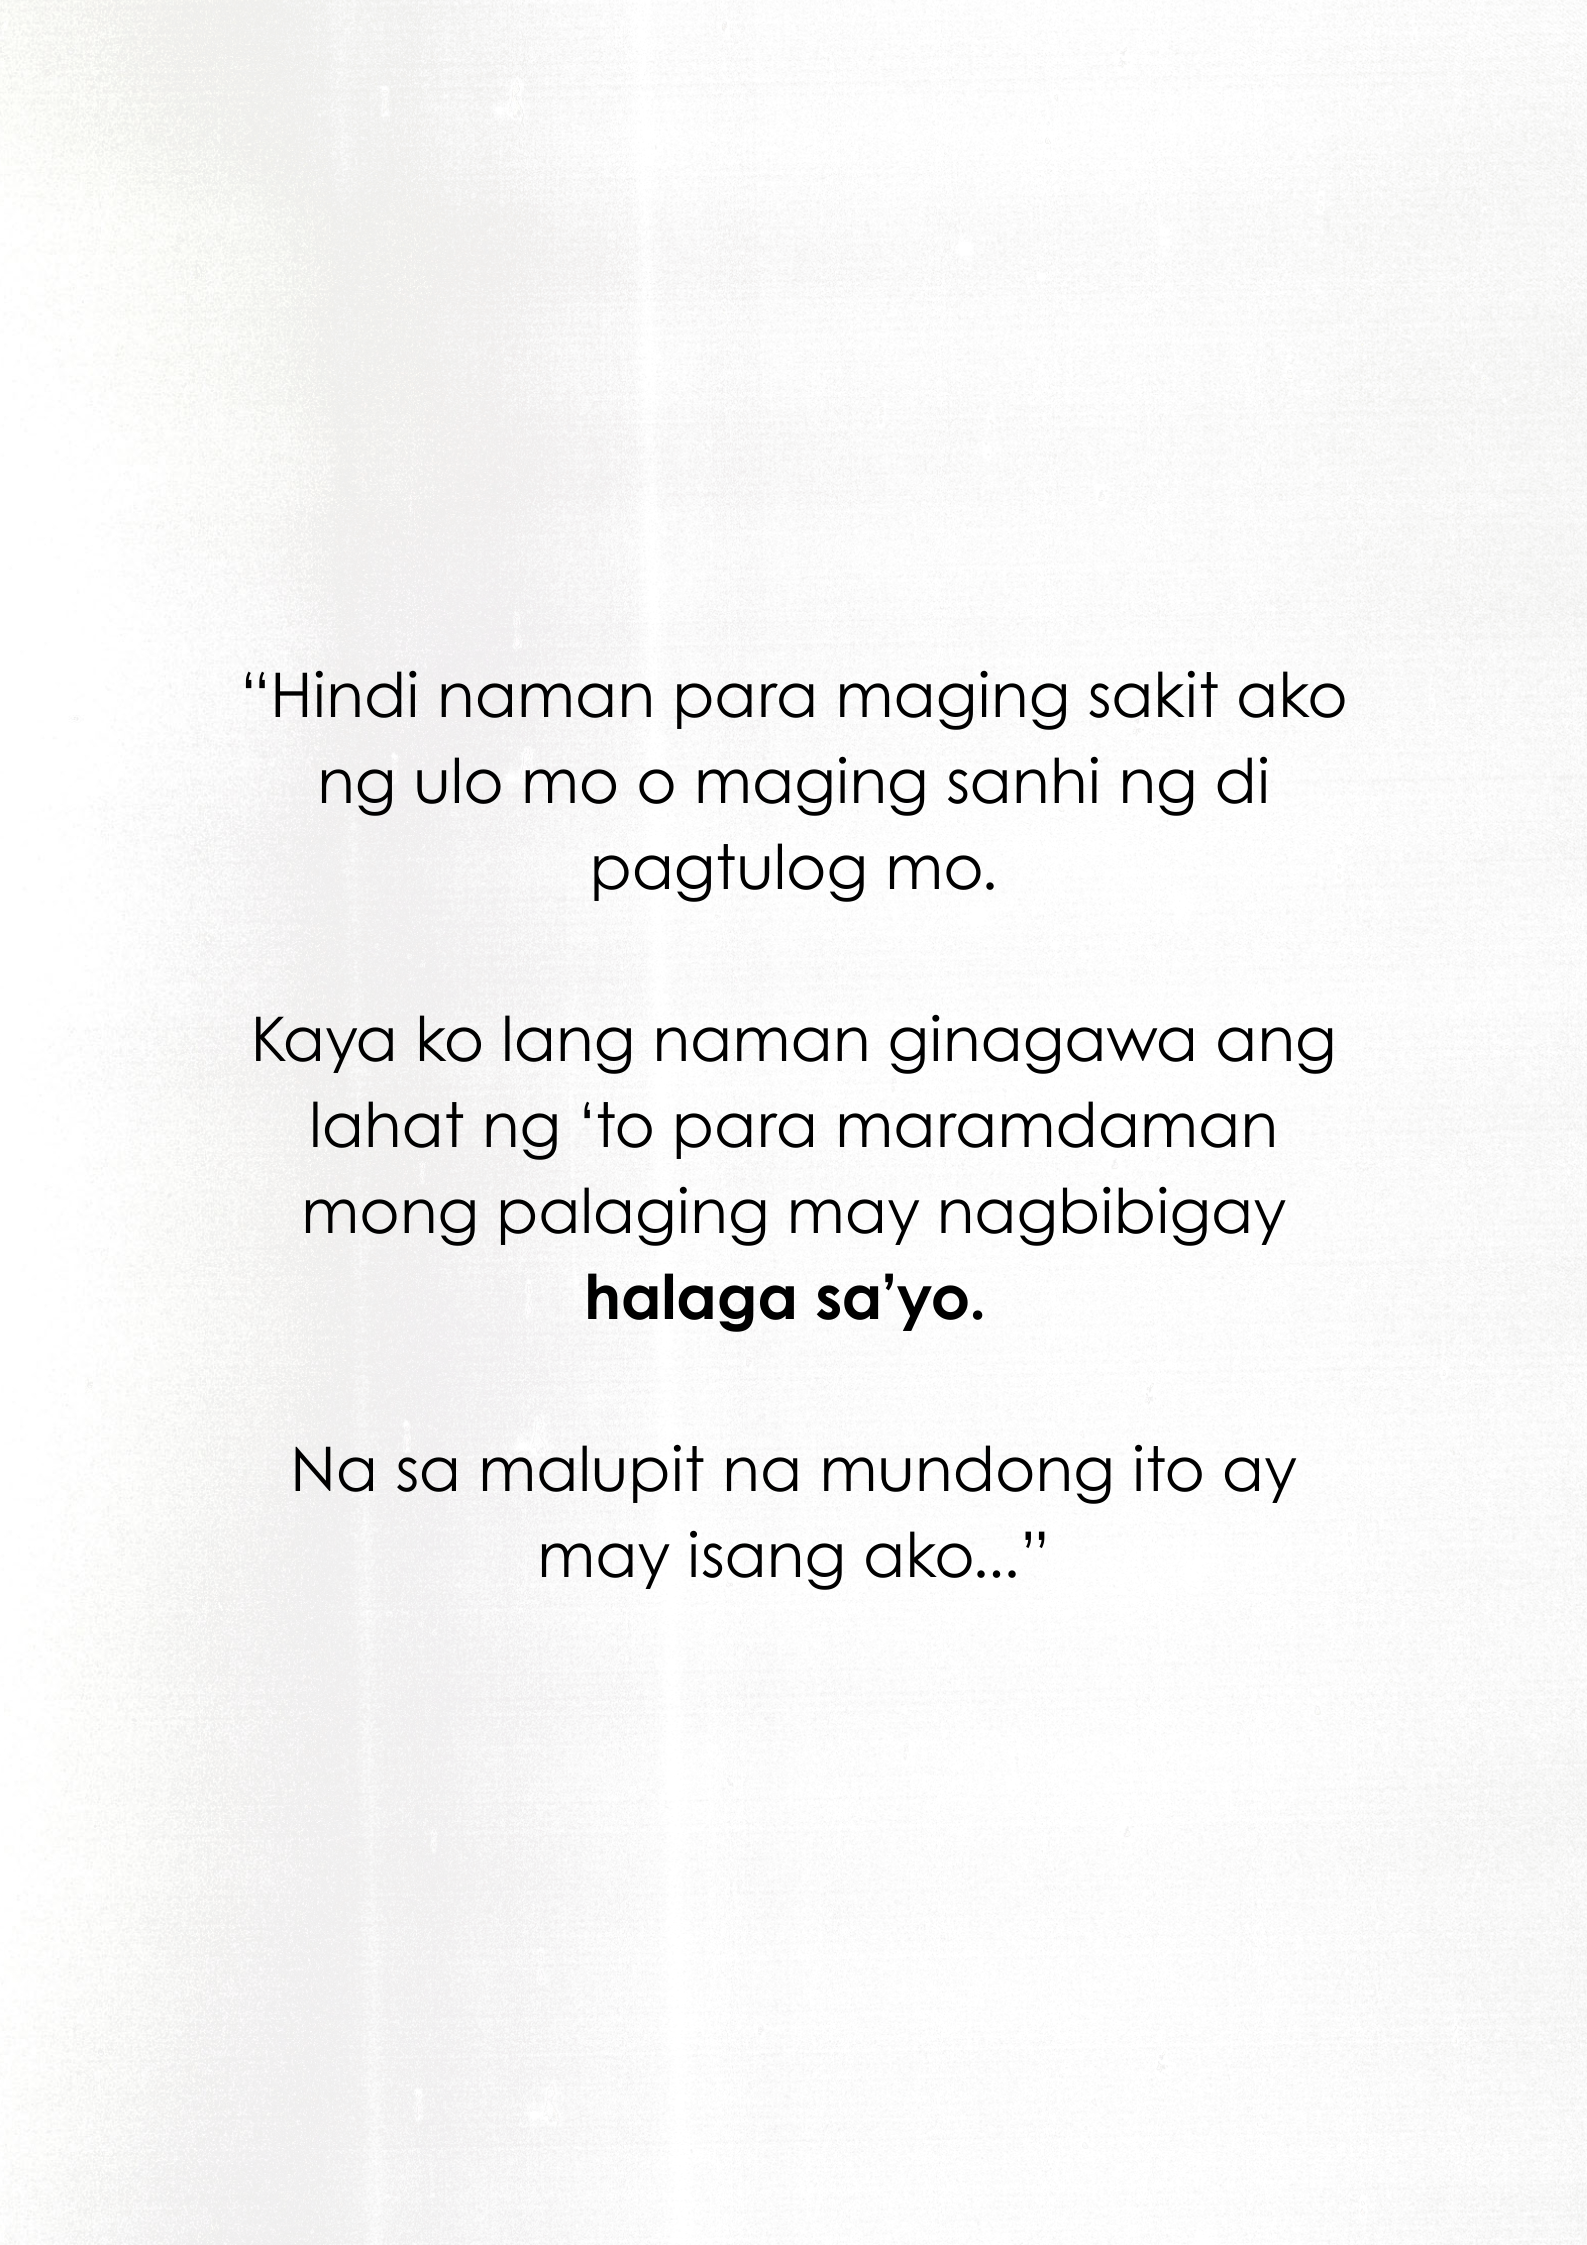 “Hindi naman para maging sakit ako
ng ulo mo o maging sanhi ng di
pagtulog mo.
Kaya ko lang naman ginagawa ang
lahat ng ‘to para maramdaman
mong palaging may nagbibigay
halaga sa’yo.
Na sa malupit na mundong ito ay
may isang ako...”